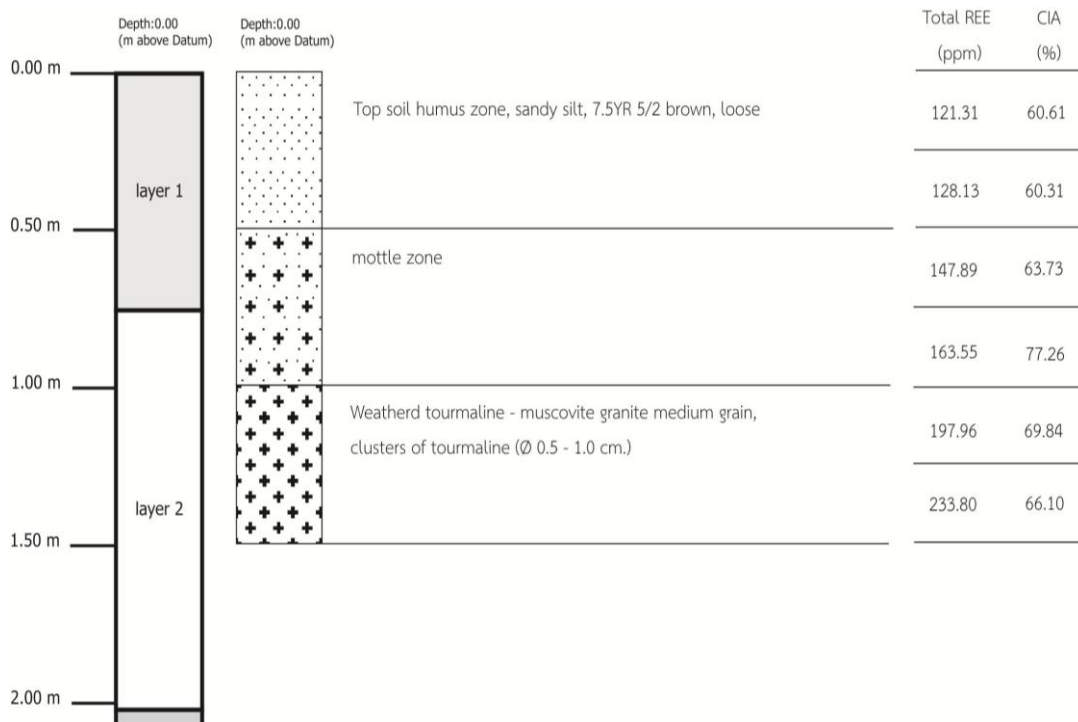 Depth:0.00
(m above Datum)
Depth:0.00
(m above Datum)
Total REE
(ppm)
CIA
(%)
0.00 m
Top soil humus zone, sandy silt, 7.5YR 5/2 brown, loose
121.31 60.61
layer 1
128.13 60.31
0.50 m
mottle zone
147.89 63.73
163.55 77.26
1.00 m
Weatherd tourmaline - muscovite granite medium grain,
clusters of tourmaline (Ø 0.5 - 1.0 cm.)
197.96 69.84
layer 2
233.80 66.10
1.50 m
2.00 m